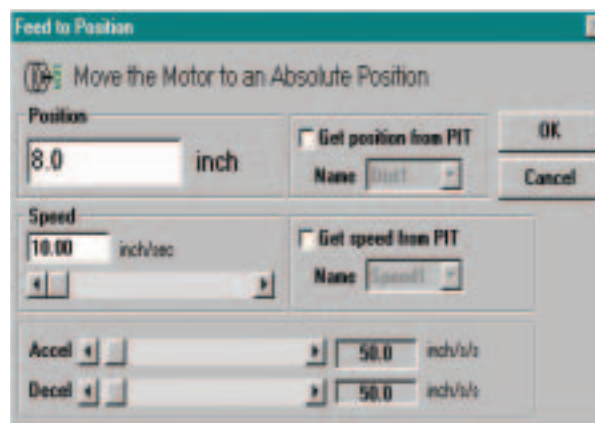 Feed to Position
Move the Motor to an Absolute Position
Position
8.0 inch
Get position from PIT
Name Dist1
OK
Cancel
Speed
10.00 inch/sec
Get speed from PIT
Name Speed1
Accel 50.0 inch/s/s
Decel 50.0 inch/s/s